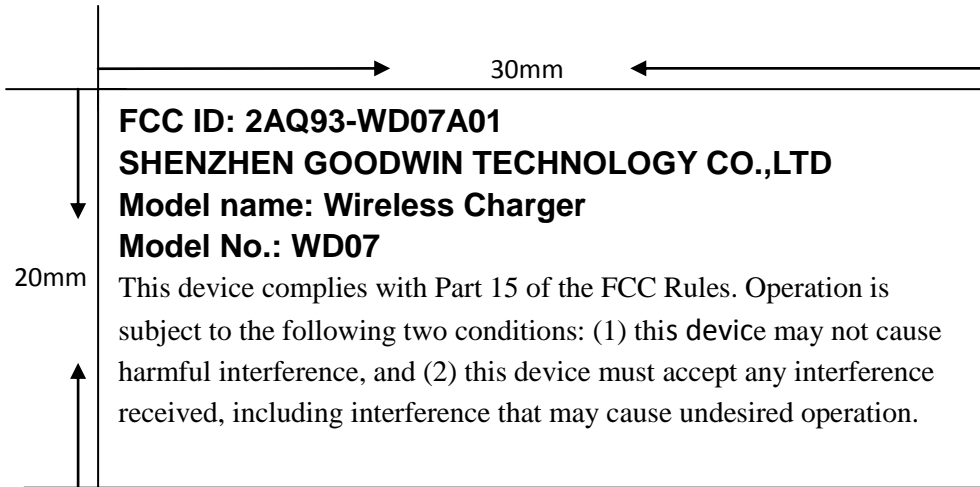 30mm
FCC ID: 2AQ93-WD07A01
SHENZHEN GOODWIN TECHNOLOGY CO.,LTD
Model name: Wireless Charger
Model No.: WD07
20mm
This device complies with Part 15 of the FCC Rules. Operation is
subject to the following two conditions: (1) this device may not cause
harmful interference, and (2) this device must accept any interference
received, including interference that may cause undesired operation.